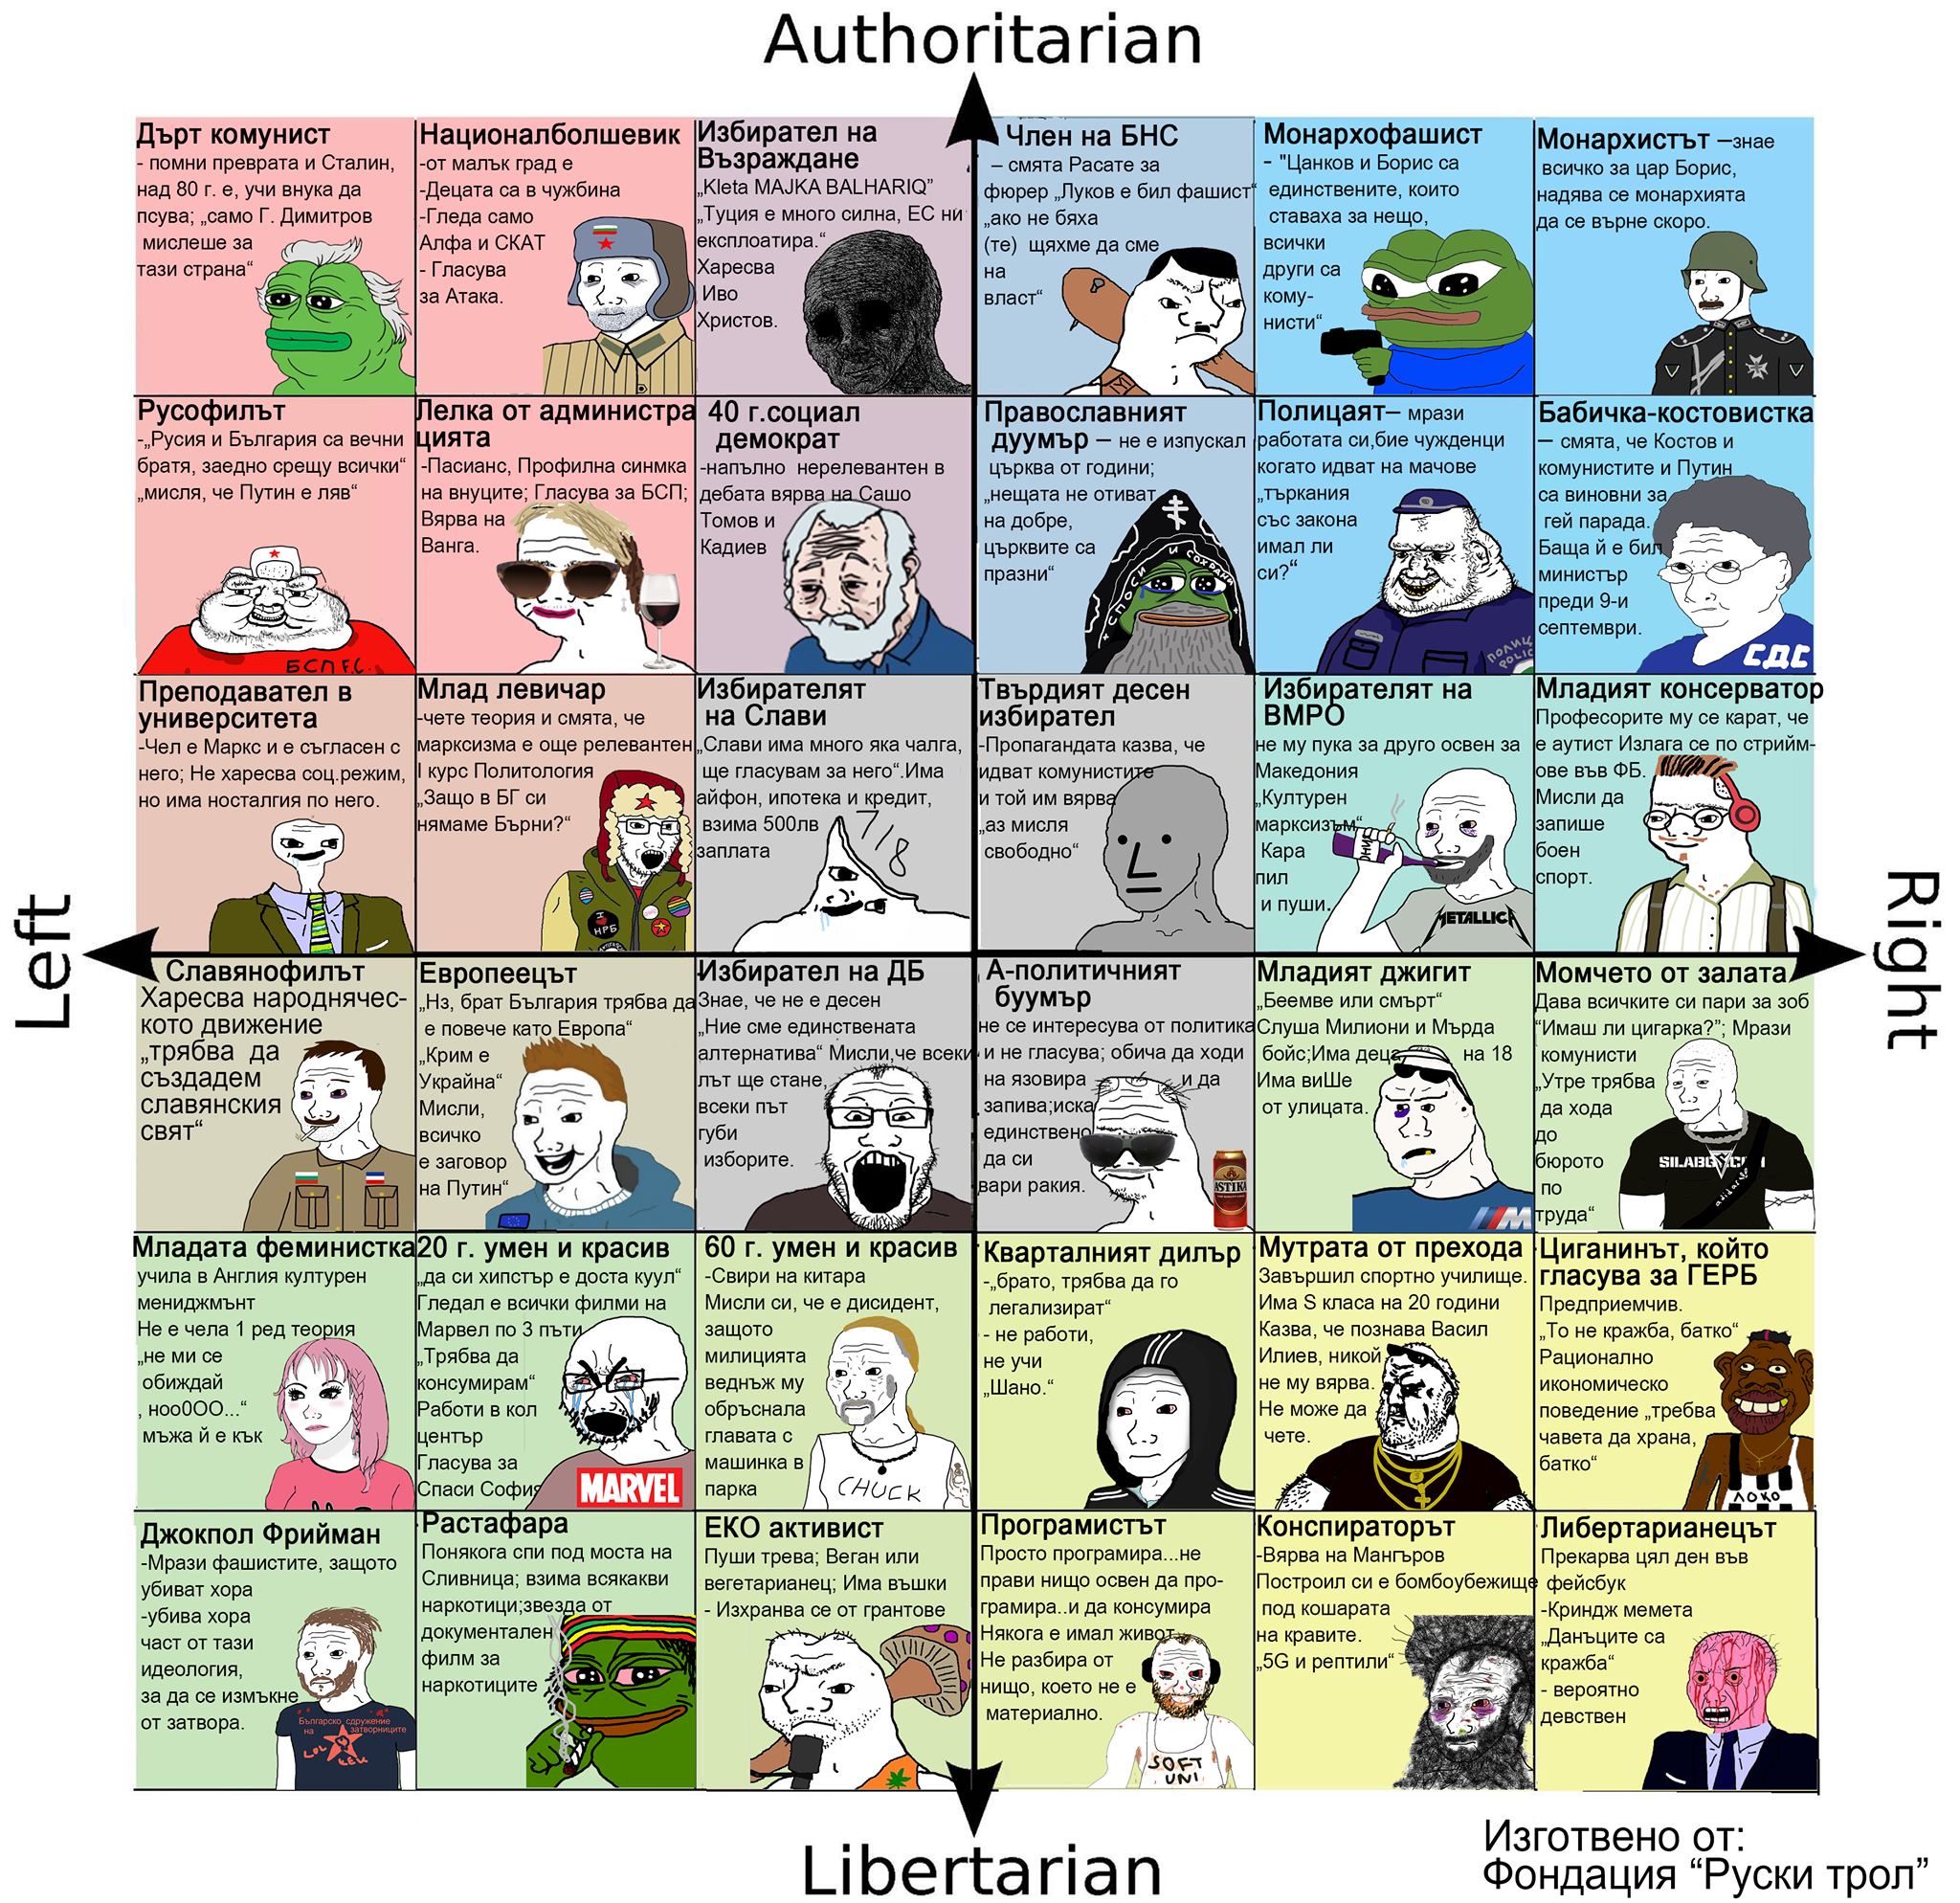 Authoritarian
Дърт комунист
- помни преврата и Сталин,
над 80 г. е, учи внука да
псува; „само Г. Димитров
мислеше за
тази страна“
Националболшевик
-от малък град е
-Децата са в чужбина
-Гледа само
Алфа и СКАТ
- Гласува
за Атака.
Избирател на
Възраждане
„Kleta MAJKA BALHARIQ”
„Туция е много силна, ЕС ни
експлоатира.“
Харесва
Иво
Христов.
Член на БНС
– смята Расате за
фюрер „Луков е бил фашист“
„ако не бяха
(те) щяхме да сме
на
власт“
Монархофашист
- "Цанков и Борис са
единствените, които
ставаха за нещо,
всички
други са
кому-
нисти“
Монархистът –знае
всичко за цар Борис,
надява се монархията
да се върне скоро.
Русофилът
-„Русия и България са вечни
братя, заедно срещу всички“
„мисля, че Путин е ляв“
БСП F.C.
Лелка от администра
цията
-Пасианс, Профилна синмка
на внуците; Гласува за БСП;
Вярва на
Ванга.
40 г.социал
демократ
-напълно нерелевантен в
дебата вярва на Сашо
Томов и
Кадиев
Православният
дуумър – не е изпускал
църква от години;
„нещата не отиват
на добре,
църквите са
празни“
СПОСИ И СОХРАНИ
Полицаят– мрази
работата си,бие чужденци
когато идват на мачове
„търкания
със закона
имал ли
си?“
ПОЛИЦ
POLIC
Бабичка-костовистка
– смята, че Костов и
комунистите и Путин
са виновни за
гей парада.
Баща й е бил
министър
преди 9-и
септември.
СДС
Преподавател в
университета
-Чел е Маркс и е съгласен с
него; Не харесва соц.режим,
но има носталгия по него.
Млад левичар
-чете теория и смята, че
марксизма е още релевантен
I курс Политология
„Защо в БГ си
нямаме Бърни?“
I
НРБ
Избирателят
на Слави
„Слави има много яка чалга,
ще гласувам за него“.Има
айфон, ипотека и кредит,
взима 500лв
заплата
7/8
Твърдият десен
избирател
-Пропагандата казва, че
идват комунистите
и той им вярва
„аз мисля
свободно“
Избирателят на
ВМРО
не му пука за друго освен за
Македония
„Културен
марксизъм“
Кара
пил
и пуши.
METALLICA
Младият консерватор
Професорите му се карат, че
е аутист Излага се по стрийм-
ове във ФБ.
Мисли да
запише
боен
спорт.
Left
Right
Славянофилът
Харесва народнячес-
кото движение
„трябва да
създадем
славянския
свят“
Европеецът
„Нз, брат България трябва да
е повече като Европа“
„Крим е
Украйна“
Мисли,
всичко
е заговор
на Путин“
Избирател на ДБ
Знае, че не е десен
„Ние сме единствената
алтернатива“ Мисли,че всеки
път ще стане,
всеки път
губи
изборите.
А-политичният
буумър
не се интересува от политика
и не гласува; обича да ходи
на язовира и да
запива;иска
единствено
да си
вари ракия.
ASTIKA
Младият джигит
„Беемве или смърт“
Слуша Милиони и Мърда
бойс;Има деца на 18
Има виШе
от улицата.
M
Момчето от залата
Дава всичките си пари за зоб
“Имаш ли цигарка?”; Мрази
комунисти
„Утре трябва
да хода
до
бюрото
по
труда“
adidas
Младата феминистка
учила в Англия културен
мениджмънт
Не е чела 1 ред теория
„не ми се
обиждай
, ноо0ОО...“
мъжа й е кък
20 г. умен и красив
„да си хипстър е доста куул“
Гледал е всички филми на
Марвел по 3 пъти
„Трябва да
консумирам“
Работи в кол
център
Гласува за
Спаси София
MARVEL
60 г. умен и красив
-Свири на китара
Мисли си, че е дисидент,
защото
милицията
веднъж му
обръснала
главата с
машинка в
парка
CHUCK
Кварталният дилър
-„брато, трябва да го
легализират“
- не работи,
не учи
„Шано.“
Мутрата от прехода
Завършил спортно училище.
Има S класа на 20 години
Казва, че познава Васил
Илиев, никой
не му вярва.
Не може да
чете.
Циганинът, който
гласува за ГЕРБ
Предприемчив.
„То не кражба, батко“
Рационално
икономическо
поведение „требва
чавета да храна,
батко“
ЛОКО
Джокпол Фрийман
-Мрази фашистите, защото
убиват хора
-убива хора
част от тази
идеология,
за да се измъкне
от затвора.
Българско сдружение
на затворниците
LOL KEK
Растафара
Понякога спи под моста на
Сливница; взима всякакви
наркотици;звезда от
документален
филм за
наркотиците
ЕКО активист
Пуши трева; Веган или
вегетарианец; Има въшки
- Изхранва се от грантове
Програмистът
Просто програмира...не
прави нищо освен да про-
грамира..и да консумира
Някога е имал живот
Не разбира от
нищо, което не е
материално.
SOFT
UNI
Конспираторът
-Вярва на Мангъров
Построил си е бомбоубежище
под кошарата
на кравите.
„5G и рептили“
Либертарианецът
Прекарва цял ден във
фейсбук
-Криндж мемета
„Данъците са
кражба“
- вероятно
девствен
Libertarian
Изготвено от:
Фондация “Руски трол”